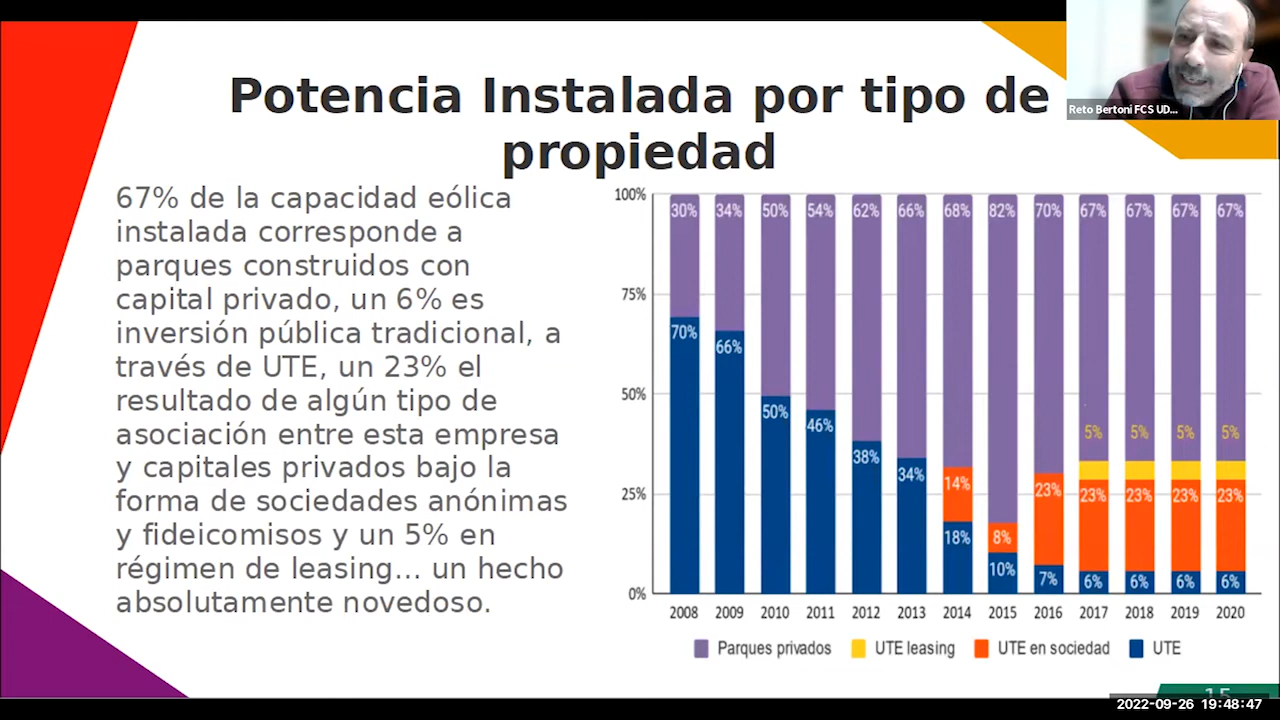 Potencia Instalada por tipo de
propiedad
Reto Bertoni FCS UD...
67% de la capacidad eólica
instalada corresponde a
parques construidos con
capital privado, un 6% es
inversión pública tradicional, a
través de UTE, un 23% el
resultado de algún tipo de
asociación entre esta empresa
y capitales privados bajo la
forma de sociedades anónimas
y fideicomisos y un 5% en
régimen de leasing... un hecho
absolutamente novedoso.
100%
75%
50%
25%
0%
30% 34% 50% 54% 62% 66% 68% 82% 70% 67% 67% 67% 67%
5% 5% 5% 5%
14% 8% 23% 23% 23% 23% 23%
70% 66% 50% 46% 38% 34% 18% 10% 7% 6% 6% 6% 6%
2008 2009 2010 2011 2012 2013 2014 2015 2016 2017 2018 2019 2020
Parques privados UTE leasing UTE en sociedad UTE
15
2022-09-26 19:48:47